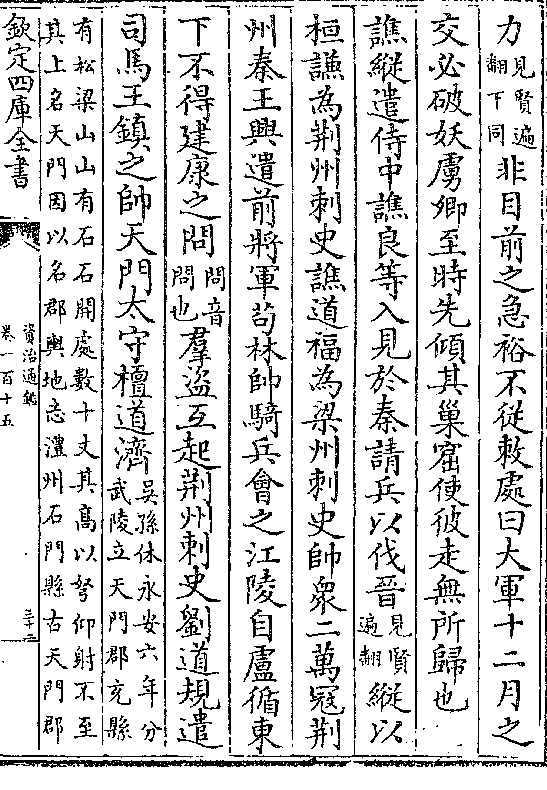 力見賢遍翻下同非目前之急裕不從敕處曰大軍十二月之
交必破妖虜卿至時先傾其巢窟使彼走無所歸也
譙縱遣侍中譙良等入見於秦請兵以伐晉見賢遍翻縱以
桓謙為荆州刺史譙道福為梁州刺史帥衆二萬冦荆
州秦王興遣前將軍苟林帥騎兵會之江陵自盧循東
下不得建康之問問音問也羣盜互起荆州刺史劉道規遣
司馬王鎮之帥天門太守檀道濟吳孫休永安六年分武陵立天門郡充縣
有松梁山山有石石開處數十丈其高以弩仰射不至
其上名天門因以名郡輿地志澧州石門縣古天門郡
欽定四庫全書
資治通鑑
卷一百十五
三十二